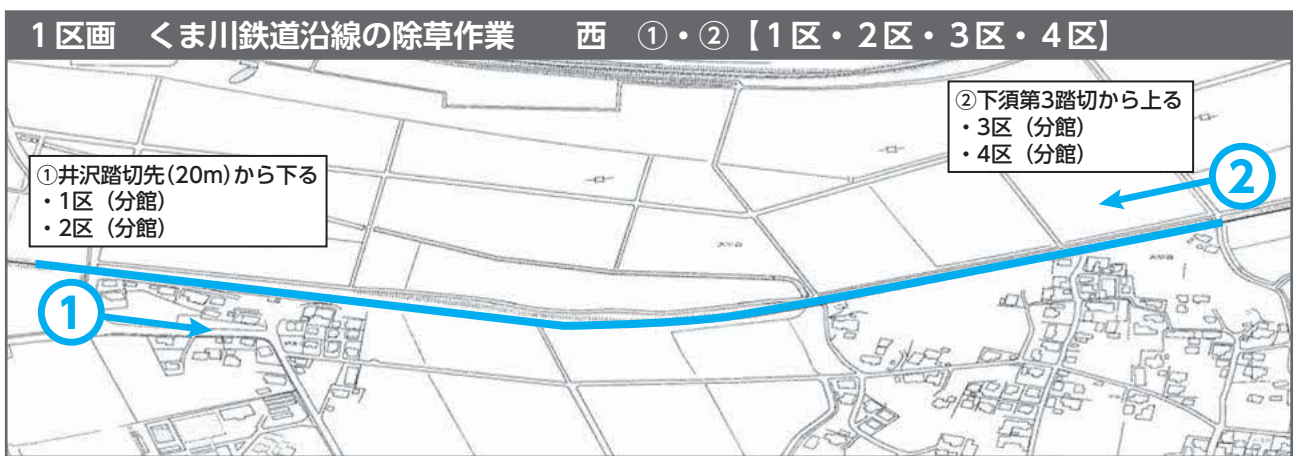 1区画　くま川鉄道沿線の除草作業　西　①・②【1区・2区・3区・4区】
②下須第3踏切から上る
・3区（分館）
・4区（分館）
①井沢踏切先(20m)から下る
・1区（分館）
・2区（分館）
②
①